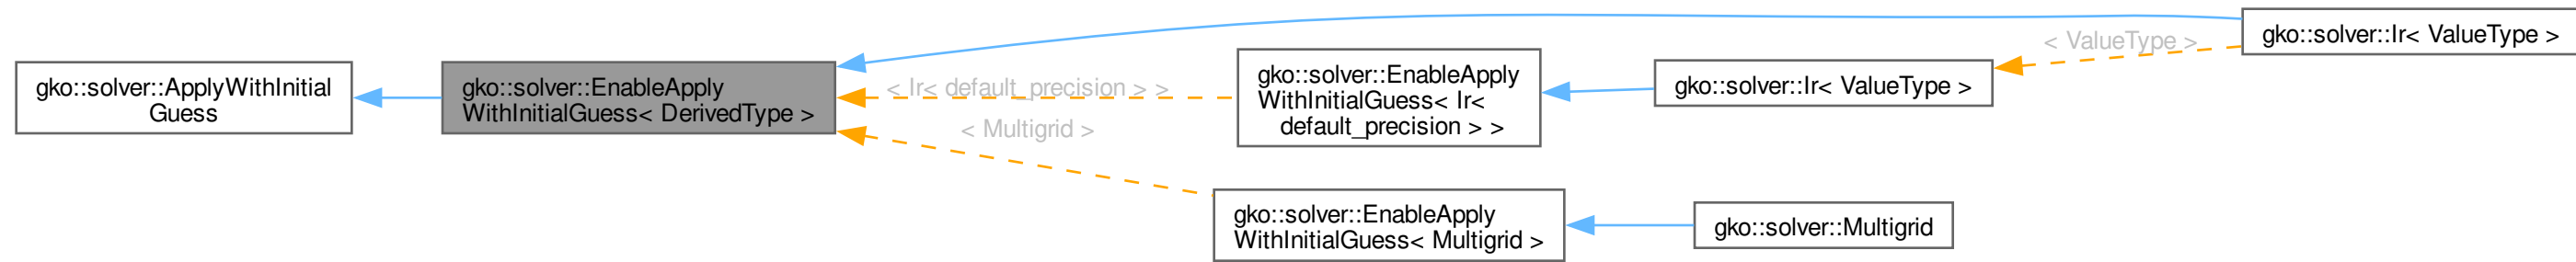 gko::solver::ApplyWithInitial
Guess
gko::solver::EnableApply
WithInitialGuess< DerivedType >
< Ir< default_precision > >
< Multigrid >
gko::solver::EnableApply
WithInitialGuess< Ir<
default_precision > >
gko::solver::EnableApply
WithInitialGuess< Multigrid >
gko::solver::Ir< ValueType >
gko::solver::Multigrid
< ValueType >
gko::solver::Ir< ValueType >